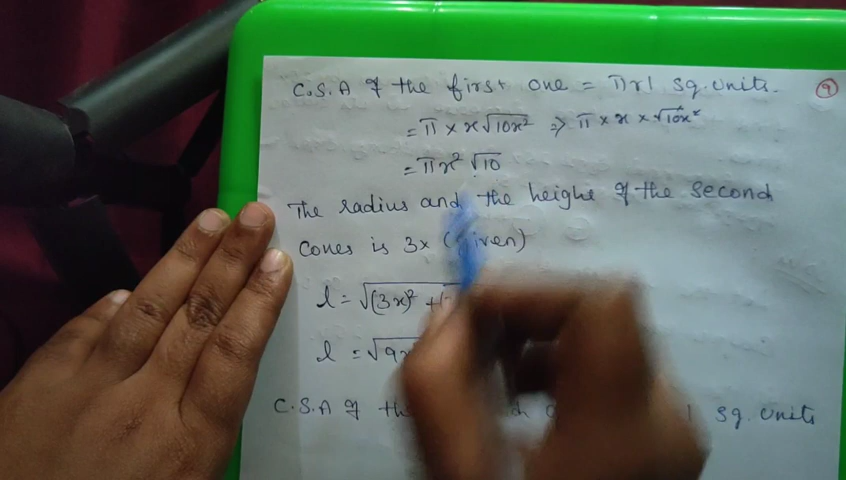 C.S.A of the first one = πrl sq.units.
9
= π × x √10x² ⇒ π × x × √10x²
= πx² √10
The radius and the height of the second
Cones is 3x (given)
l = √(3x)² +
l = √9x
C.S.A of l sq. units